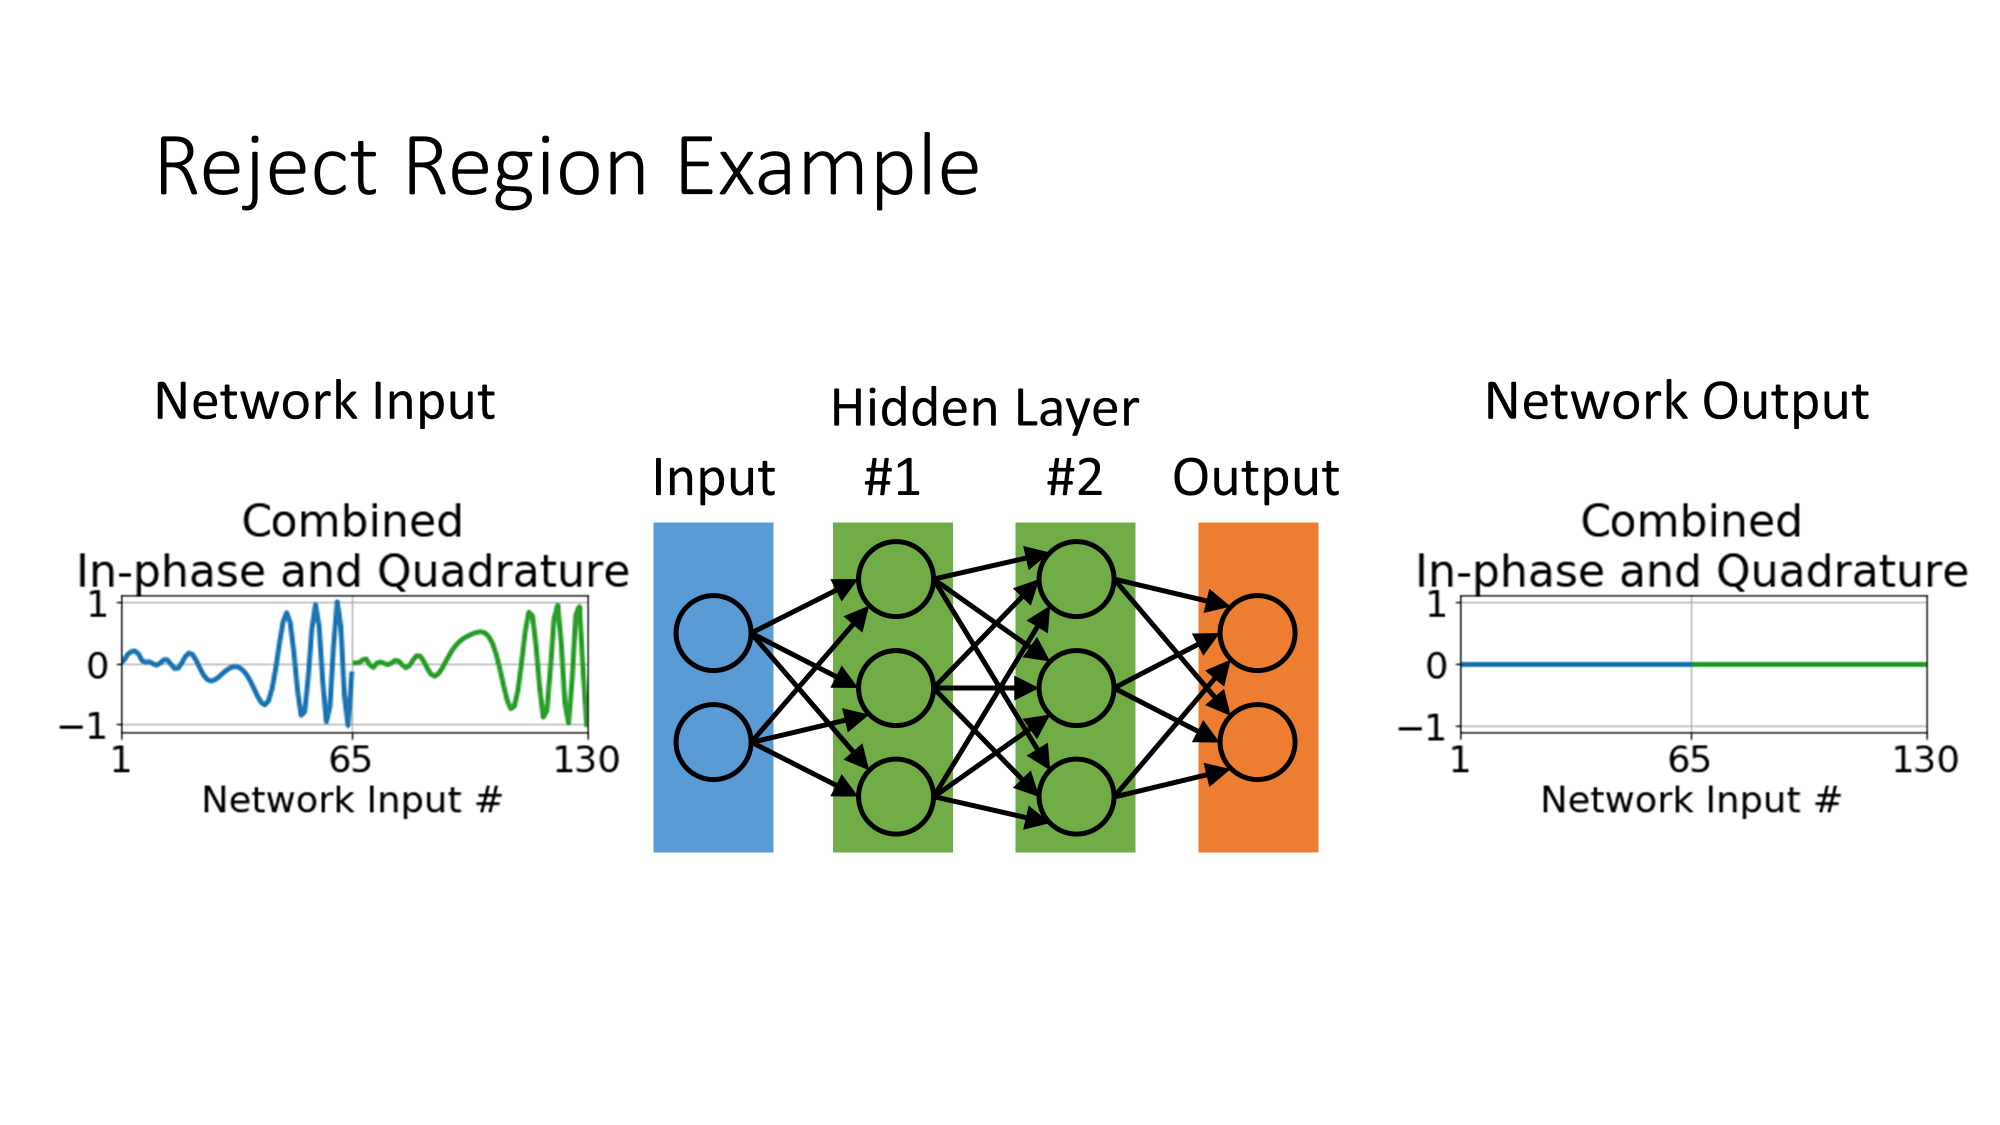 Reject Region Example
Network Input
Hidden Layer
Network Output
Input
#1
#2
Output
Combined
In-phase and Quadrature
1
0
−1
1
65
130
Network Input #
Combined
In-phase and Quadrature
1
0
−1
1
65
130
Network Input #